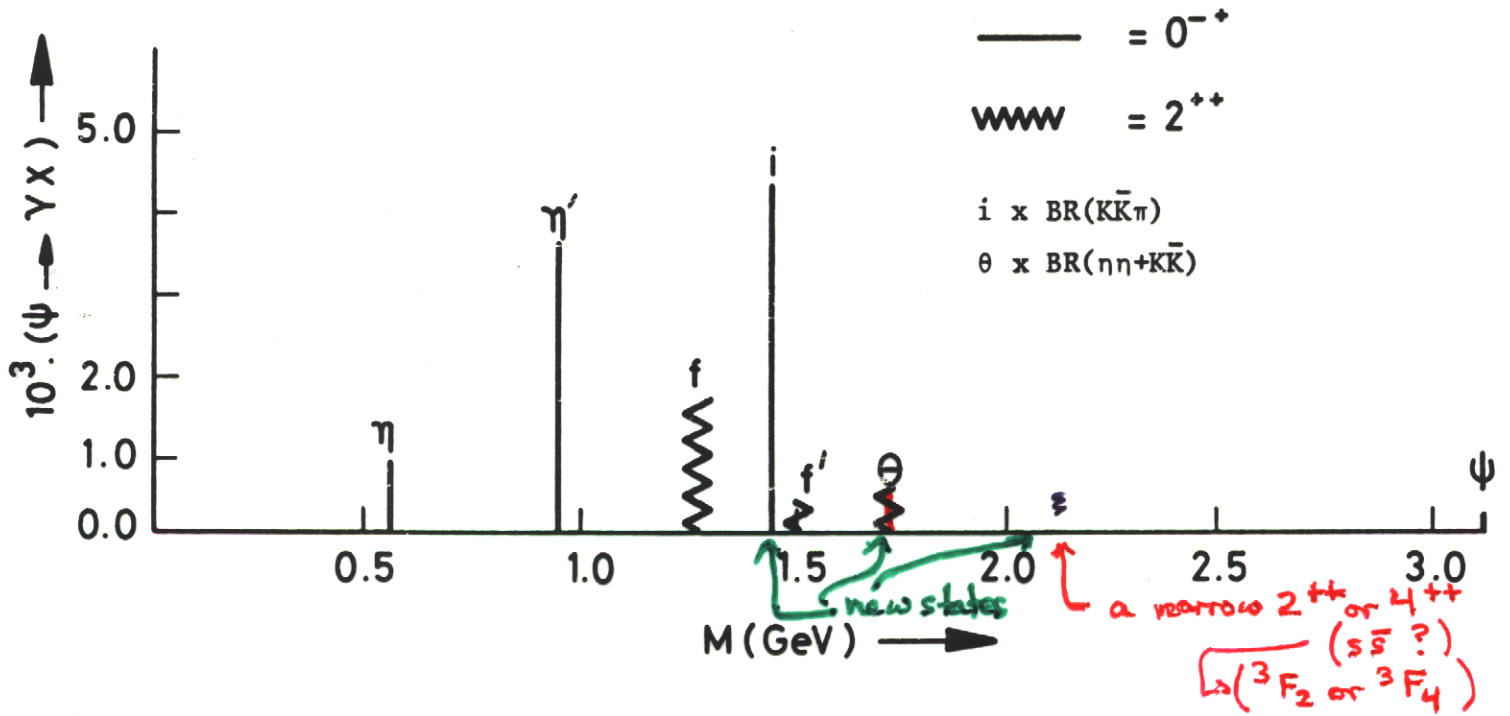 = 0⁻⁺
= 2⁺⁺
i x BR(KK̄π)
θ x BR(ηη+KK̄)
10³.(ψ → γX) →
5.0
2.0
1.0
0.0
η
η′
f
i
f′
θ
ψ
0.5 1.0 1.5 2.0 2.5 3.0
new states
M(GeV) →
a narrow 2⁺⁺ or 4⁺⁺
(ss̄ ?)
(³F₂ or ³F₄)